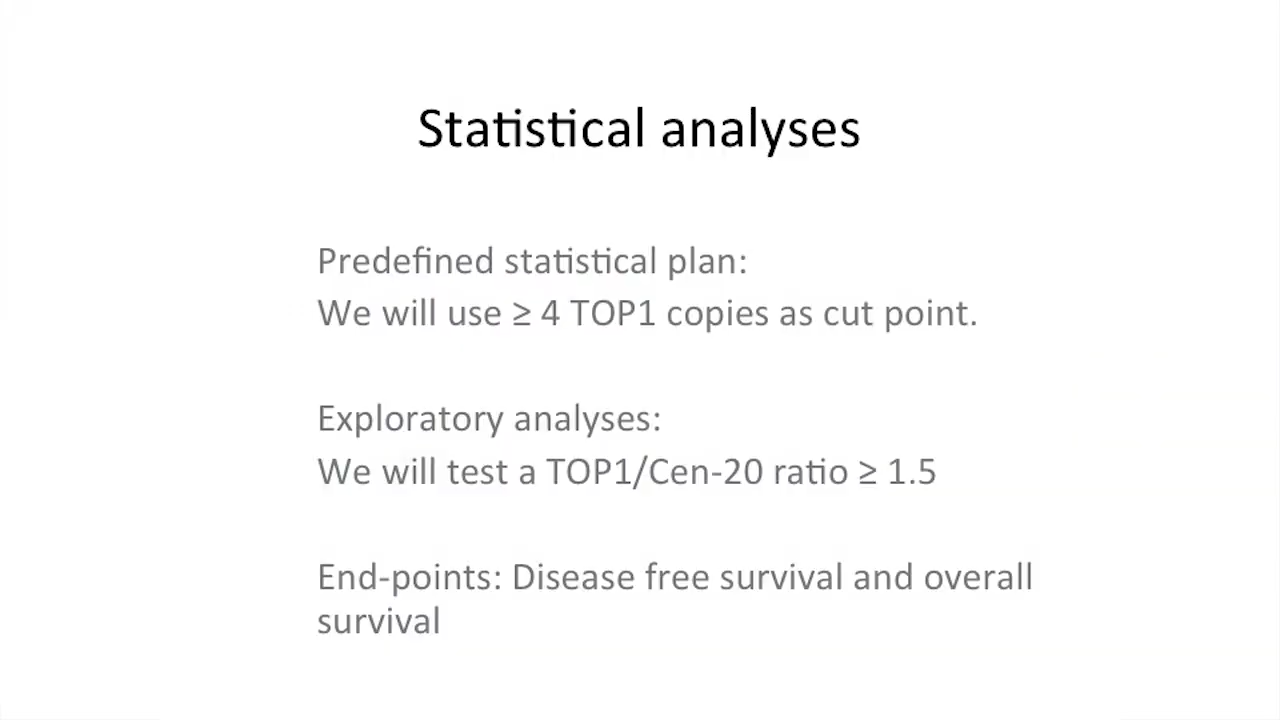 Statistical analyses
Predefined statistical plan:
We will use ≥ 4 TOP1 copies as cut point.
Exploratory analyses:
We will test a TOP1/Cen-20 ratio ≥ 1.5
End-points: Disease free survival and overall
survival